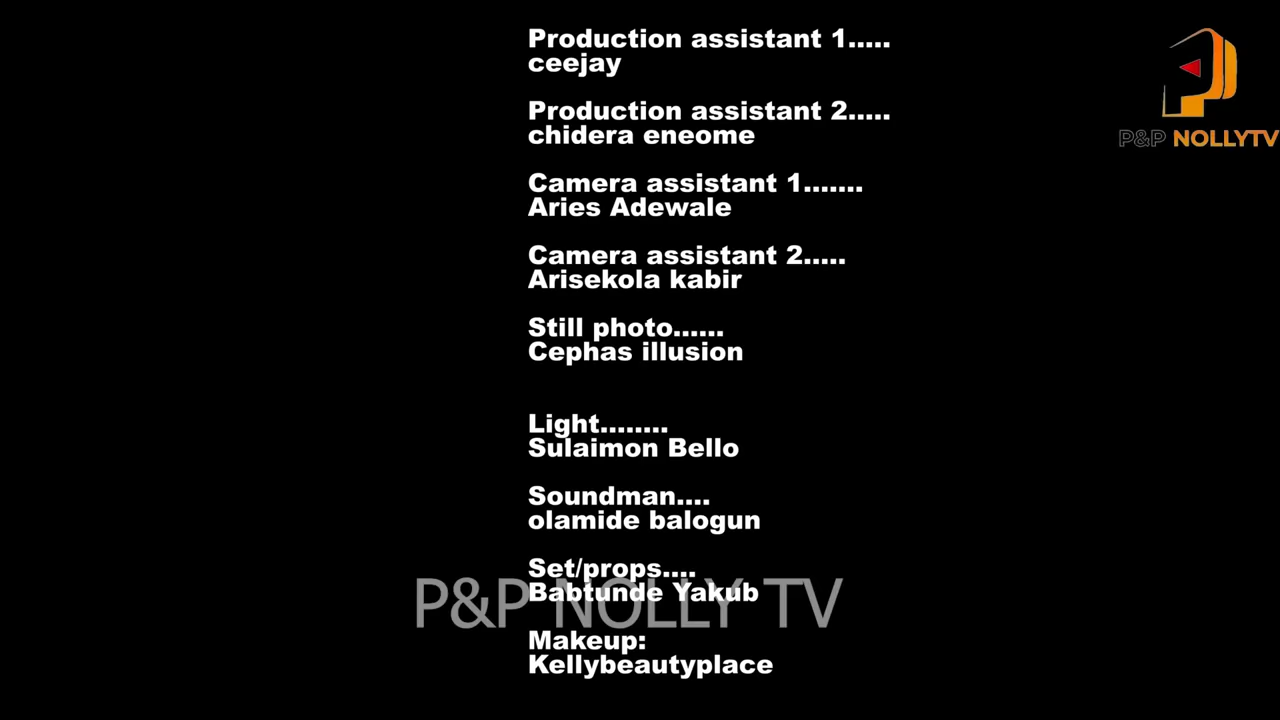 Production assistant 1.....
ceejay
Production assistant 2.....
chidera eneome
Camera assistant 1.......
Aries Adewale
Camera assistant 2.....
Arisekola kabir
Still photo......
Cephas illusion
Light........
Sulaimon Bello
Soundman....
olamide balogun
Set/props....
Babtunde Yakub
Makeup:
Kellybeautyplace
P&P NOLLYTV
P&P NOLLY TV